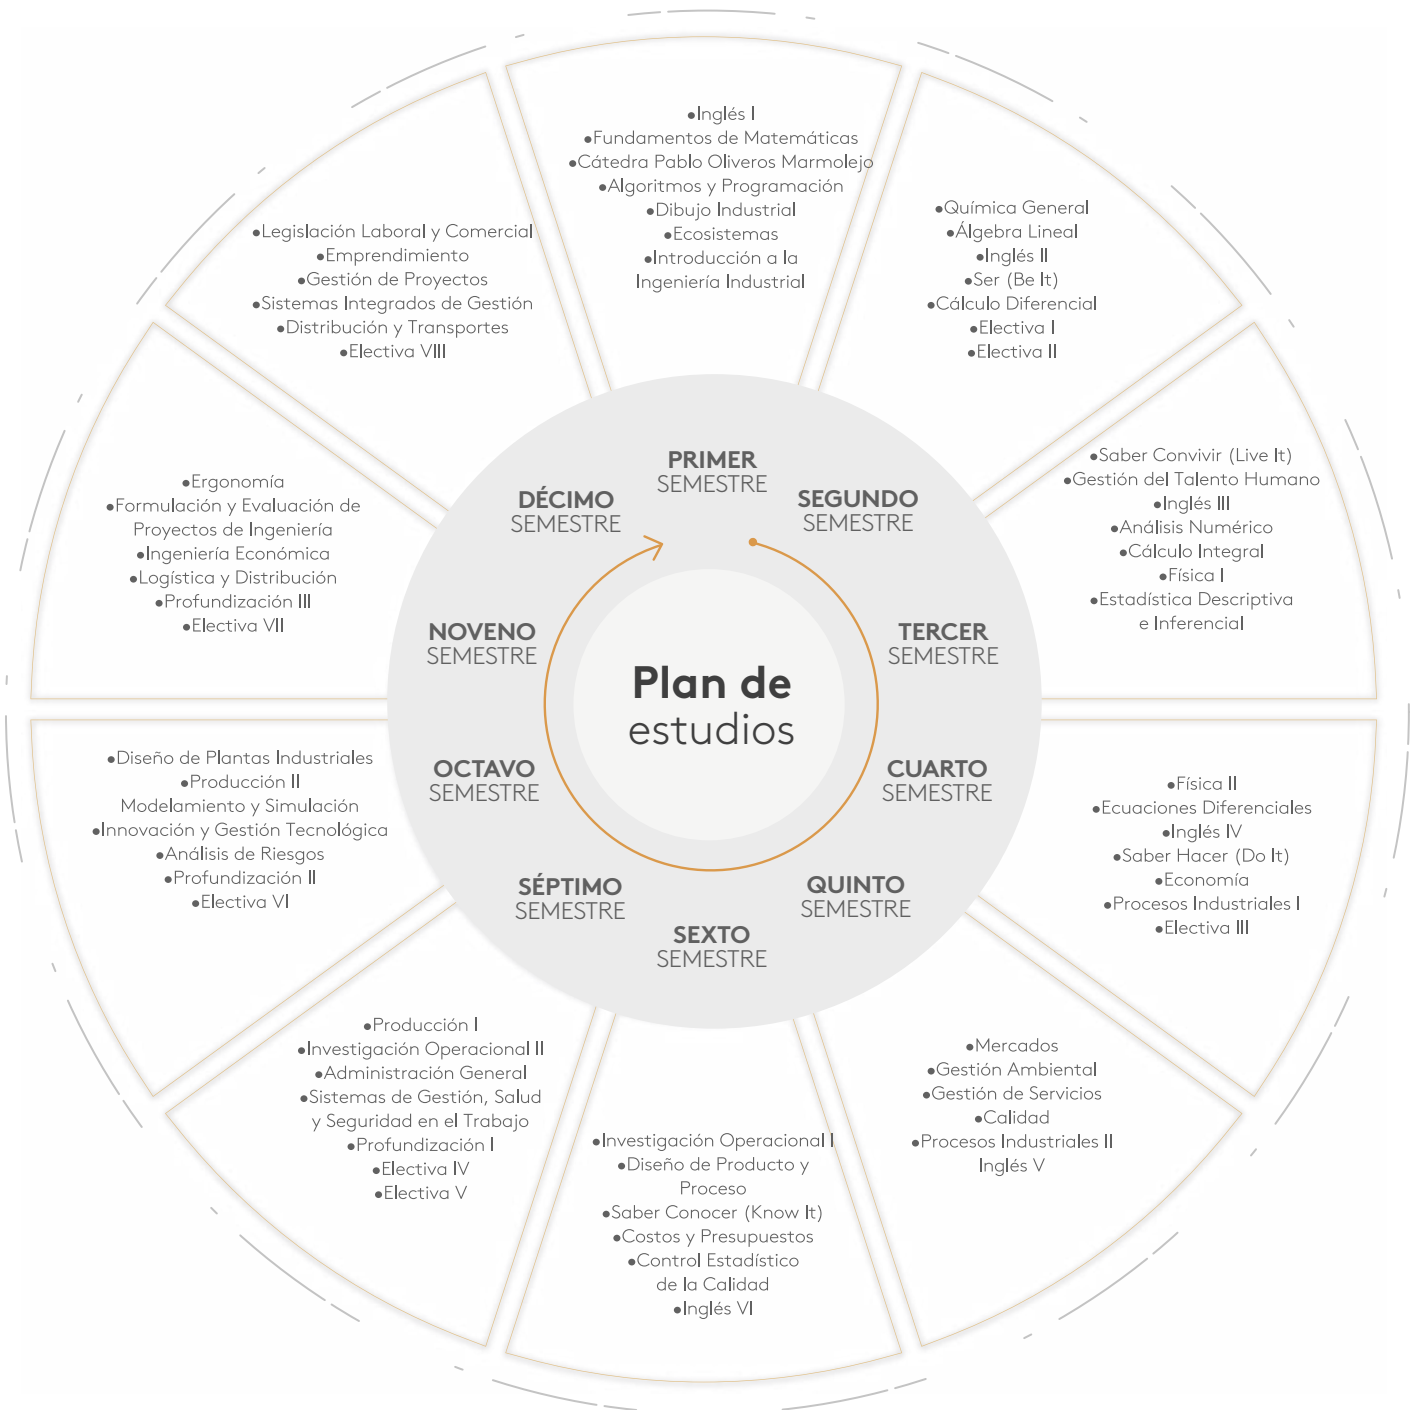 Plan de
estudios
PRIMER
SEMESTRE
•Inglés I
•Fundamentos de Matemáticas
•Cátedra Pablo Oliveros Marmolejo
•Algoritmos y Programación
•Dibujo Industrial
•Ecosistemas
•Introducción a la
Ingeniería Industrial
SEGUNDO
SEMESTRE
•Química General
•Álgebra Lineal
•Inglés II
•Ser (Be It)
•Cálculo Diferencial
•Electiva I
•Electiva II
TERCER
SEMESTRE
•Saber Convivir (Live It)
•Gestión del Talento Humano
•Inglés III
•Análisis Numérico
•Cálculo Integral
•Física I
•Estadística Descriptiva
e Inferencial
CUARTO
SEMESTRE
•Física II
•Ecuaciones Diferenciales
•Inglés IV
•Saber Hacer (Do It)
•Economía
•Procesos Industriales I
•Electiva III
QUINTO
SEMESTRE
•Mercados
•Gestión Ambiental
•Gestión de Servicios
•Calidad
•Procesos Industriales II
Inglés V
SEXTO
SEMESTRE
•Investigación Operacional I
•Diseño de Producto y
Proceso
•Saber Conocer (Know It)
•Costos y Presupuestos
•Control Estadístico
de la Calidad
•Inglés VI
SÉPTIMO
SEMESTRE
•Producción I
•Investigación Operacional II
•Administración General
•Sistemas de Gestión, Salud
y Seguridad en el Trabajo
•Profundización I
•Electiva IV
•Electiva V
OCTAVO
SEMESTRE
•Diseño de Plantas Industriales
•Producción II
Modelamiento y Simulación
•Innovación y Gestión Tecnológica
•Análisis de Riesgos
•Profundización II
•Electiva VI
NOVENO
SEMESTRE
•Ergonomía
•Formulación y Evaluación de
Proyectos de Ingeniería
•Ingeniería Económica
•Logística y Distribución
•Profundización III
•Electiva VII
DÉCIMO
SEMESTRE
•Legislación Laboral y Comercial
•Emprendimiento
•Gestión de Proyectos
•Sistemas Integrados de Gestión
•Distribución y Transportes
•Electiva VIII